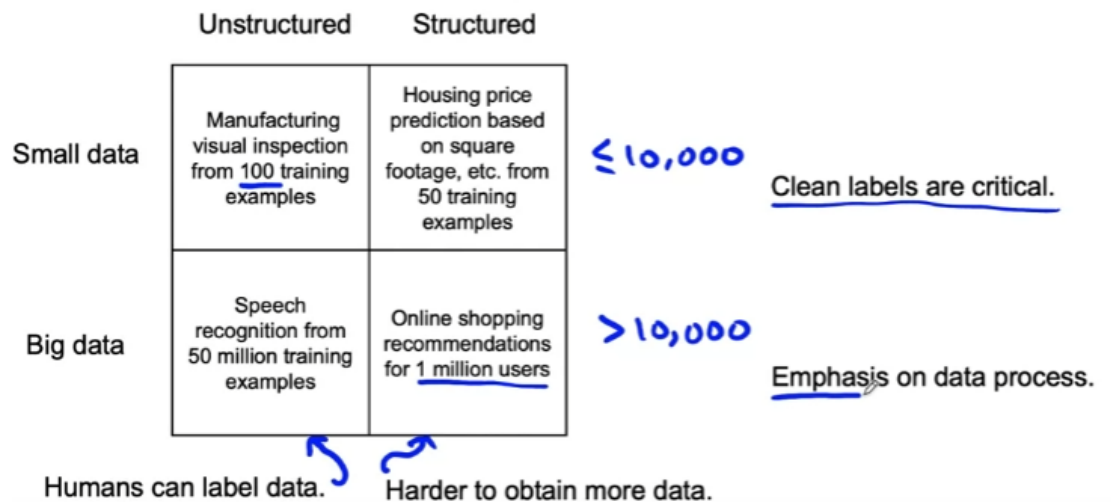 Unstructured Structured
Small data
Manufacturing
visual inspection
from 100 training
examples
Housing price
prediction based
on square
footage, etc. from
50 training
examples
≤10,000
Clean labels are critical.
Big data
Speech
recognition from
50 million training
examples
Online shopping
recommendations
for 1 million users
>10,000
Emphasis on data process.
Humans can label data.
Harder to obtain more data.